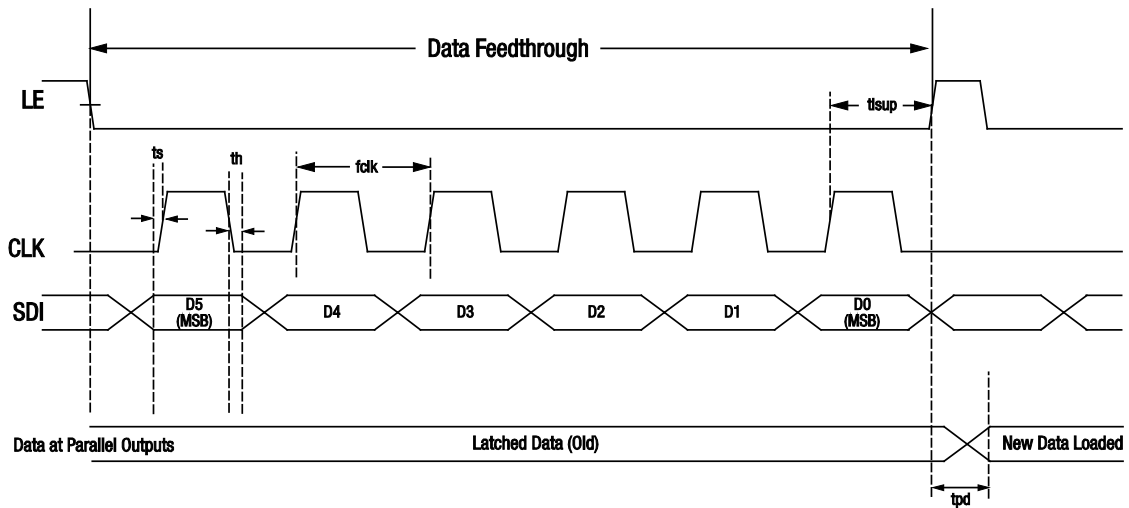 Data Feedthrough
LE
tlsup
ts
th
fclk
CLK
SDI
D5
(MSB)
D4
D3
D2
D1
D0
(MSB)
Data at Parallel Outputs
Latched Data (Old)
New Data Loaded
tpd